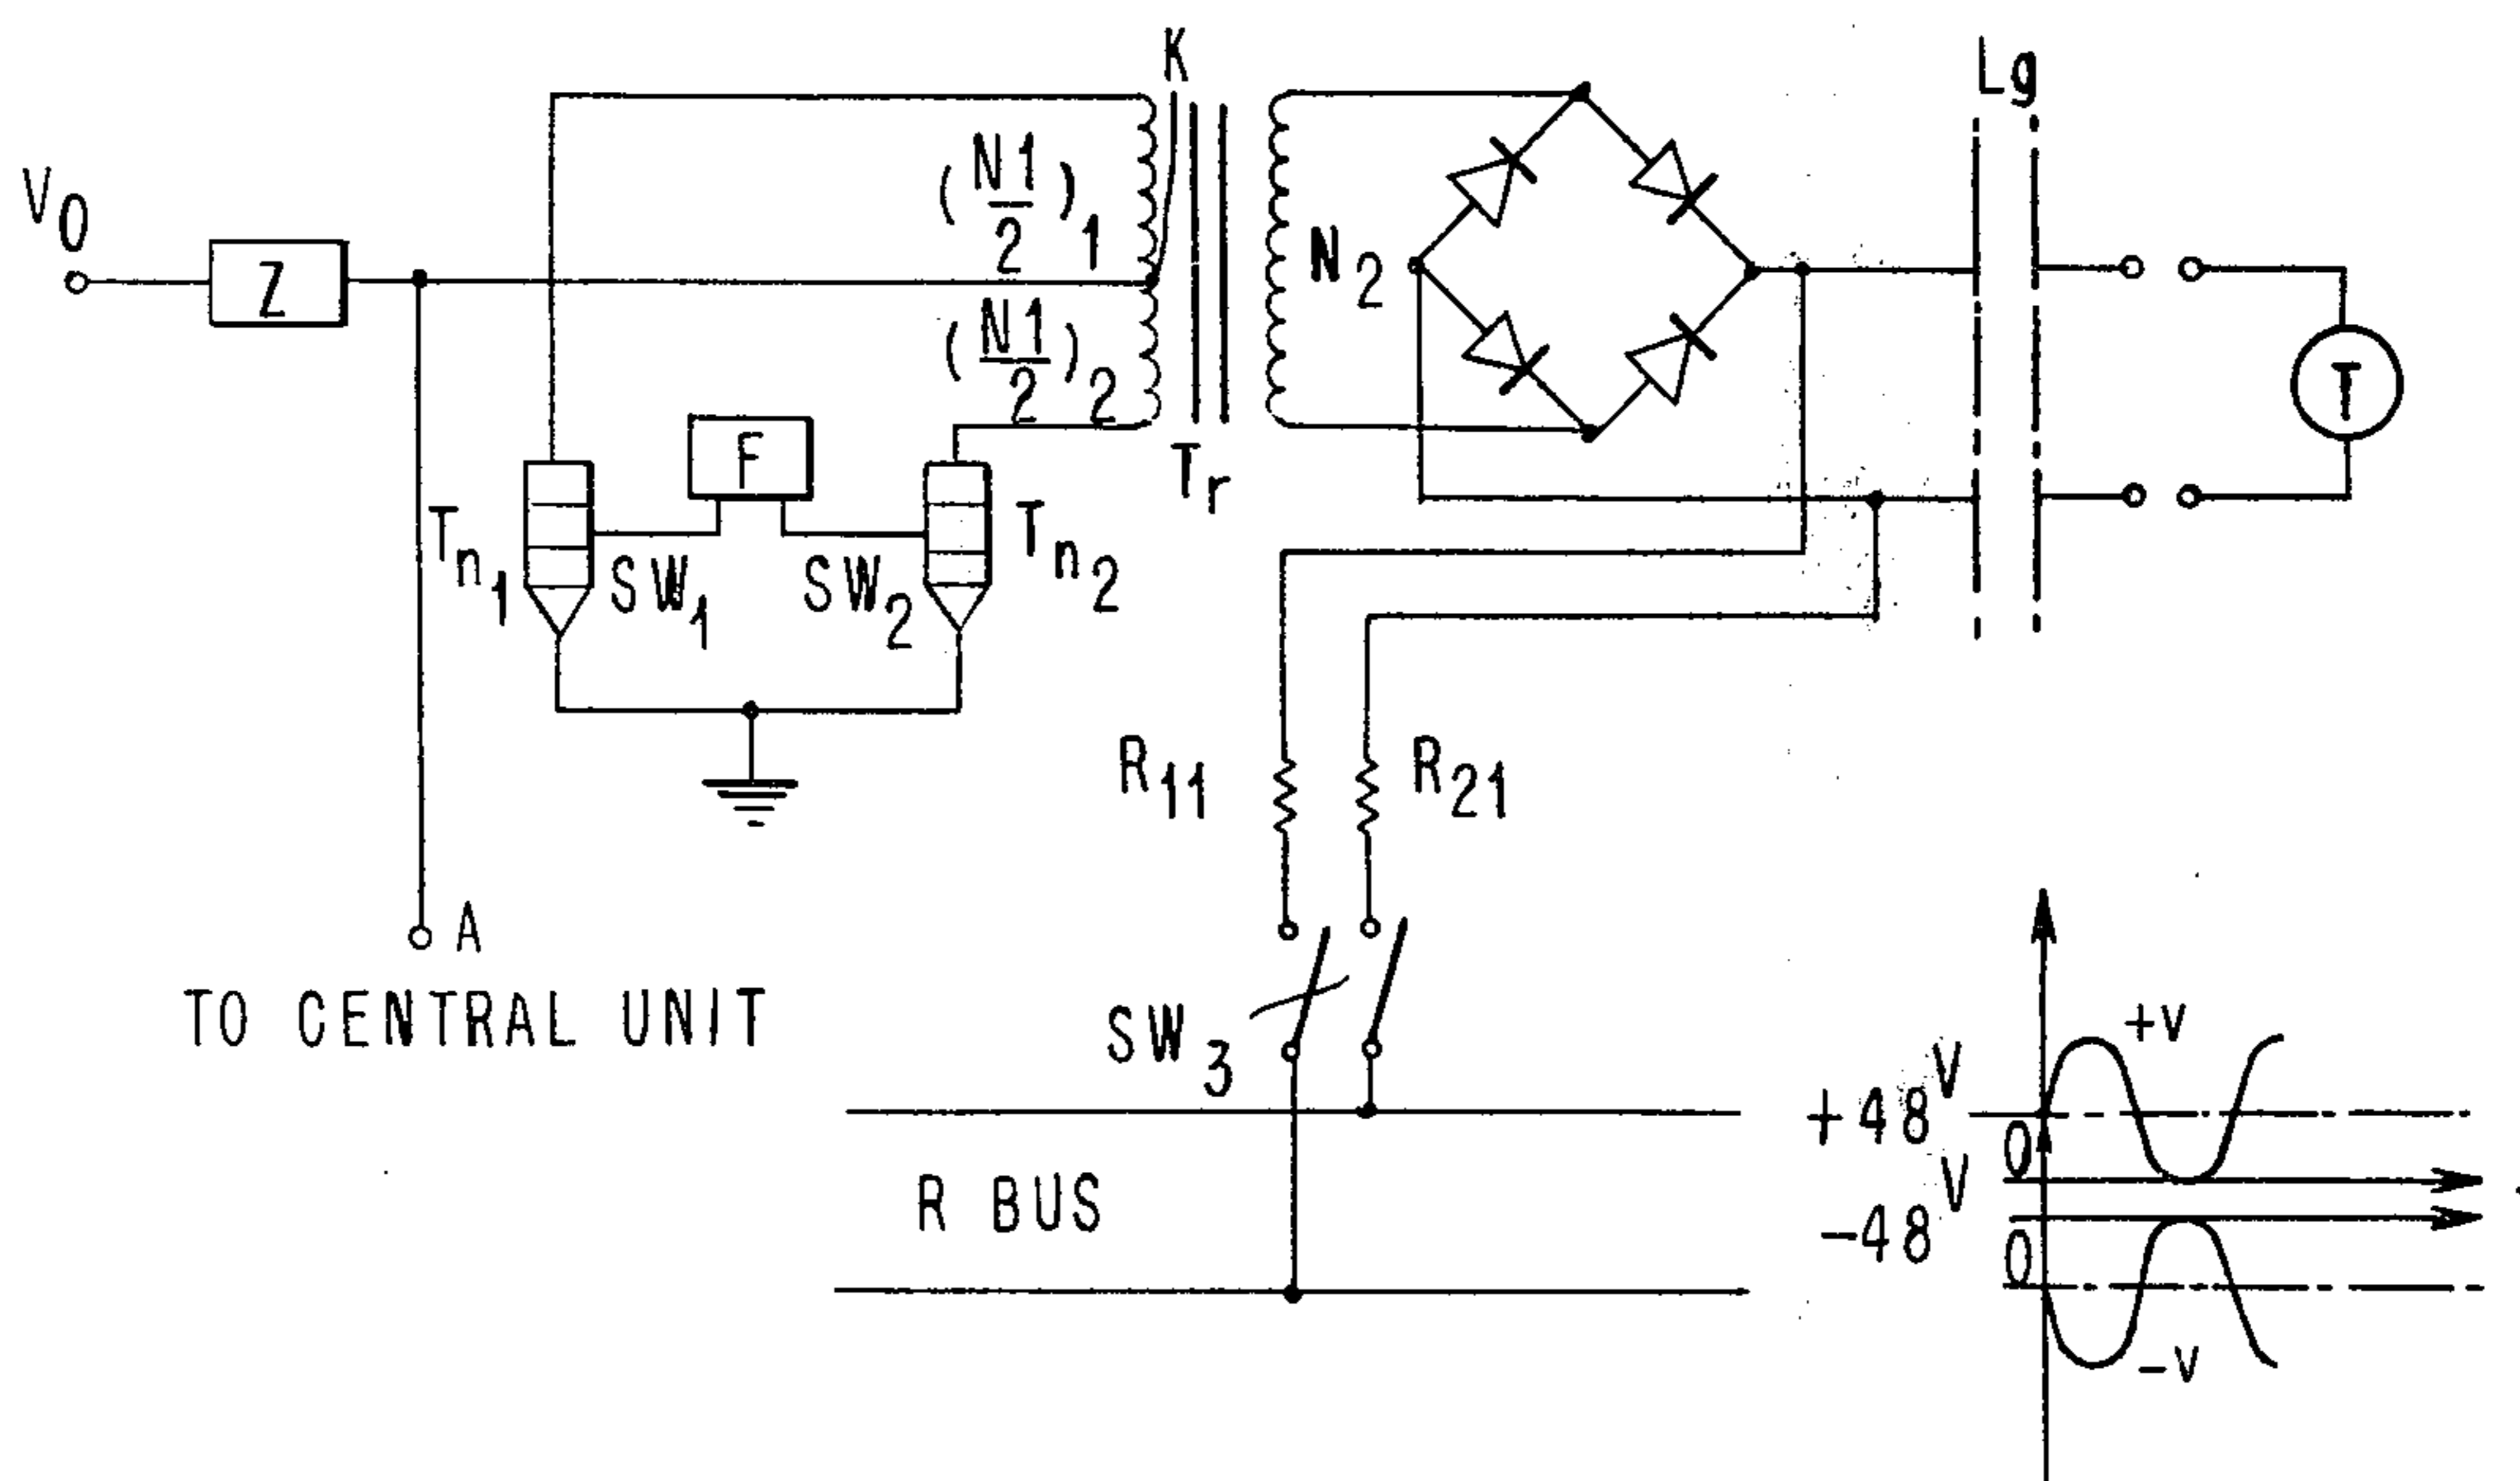 K
Lg
V0
Z
(N1/2)1
(N1/2)2
N2
T
F
Tr
Tn1
SW1
SW2
Tn2
R11
R21
A
TO CENTRAL UNIT
SW3
R BUS
+v
+48V
0
-48V
0
-v